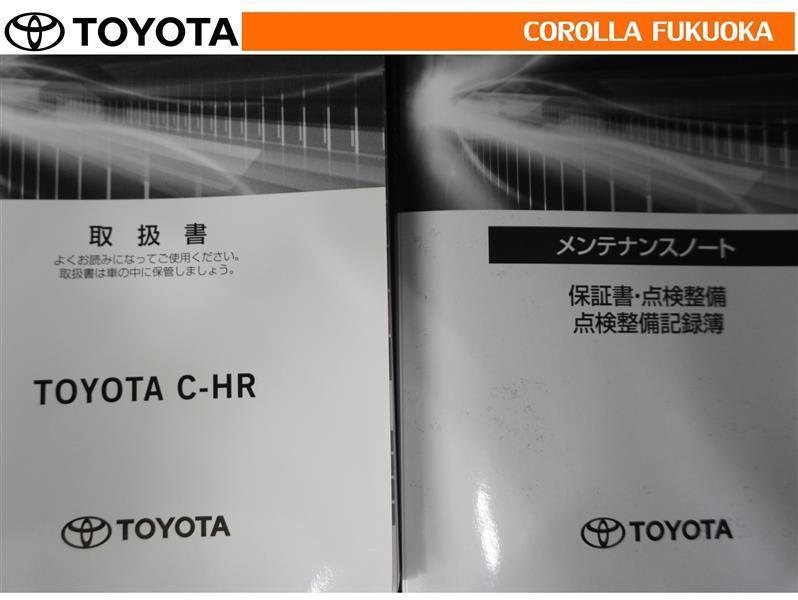 TOYOTA
COROLLA FUKUOKA
取扱書
よくお読みになってご使用ください。
取扱書は車の中に保管しましょう。
TOYOTA C-HR
TOYOTA
メンテナンスノート
保証書・点検整備
点検整備記録簿
TOYOTA